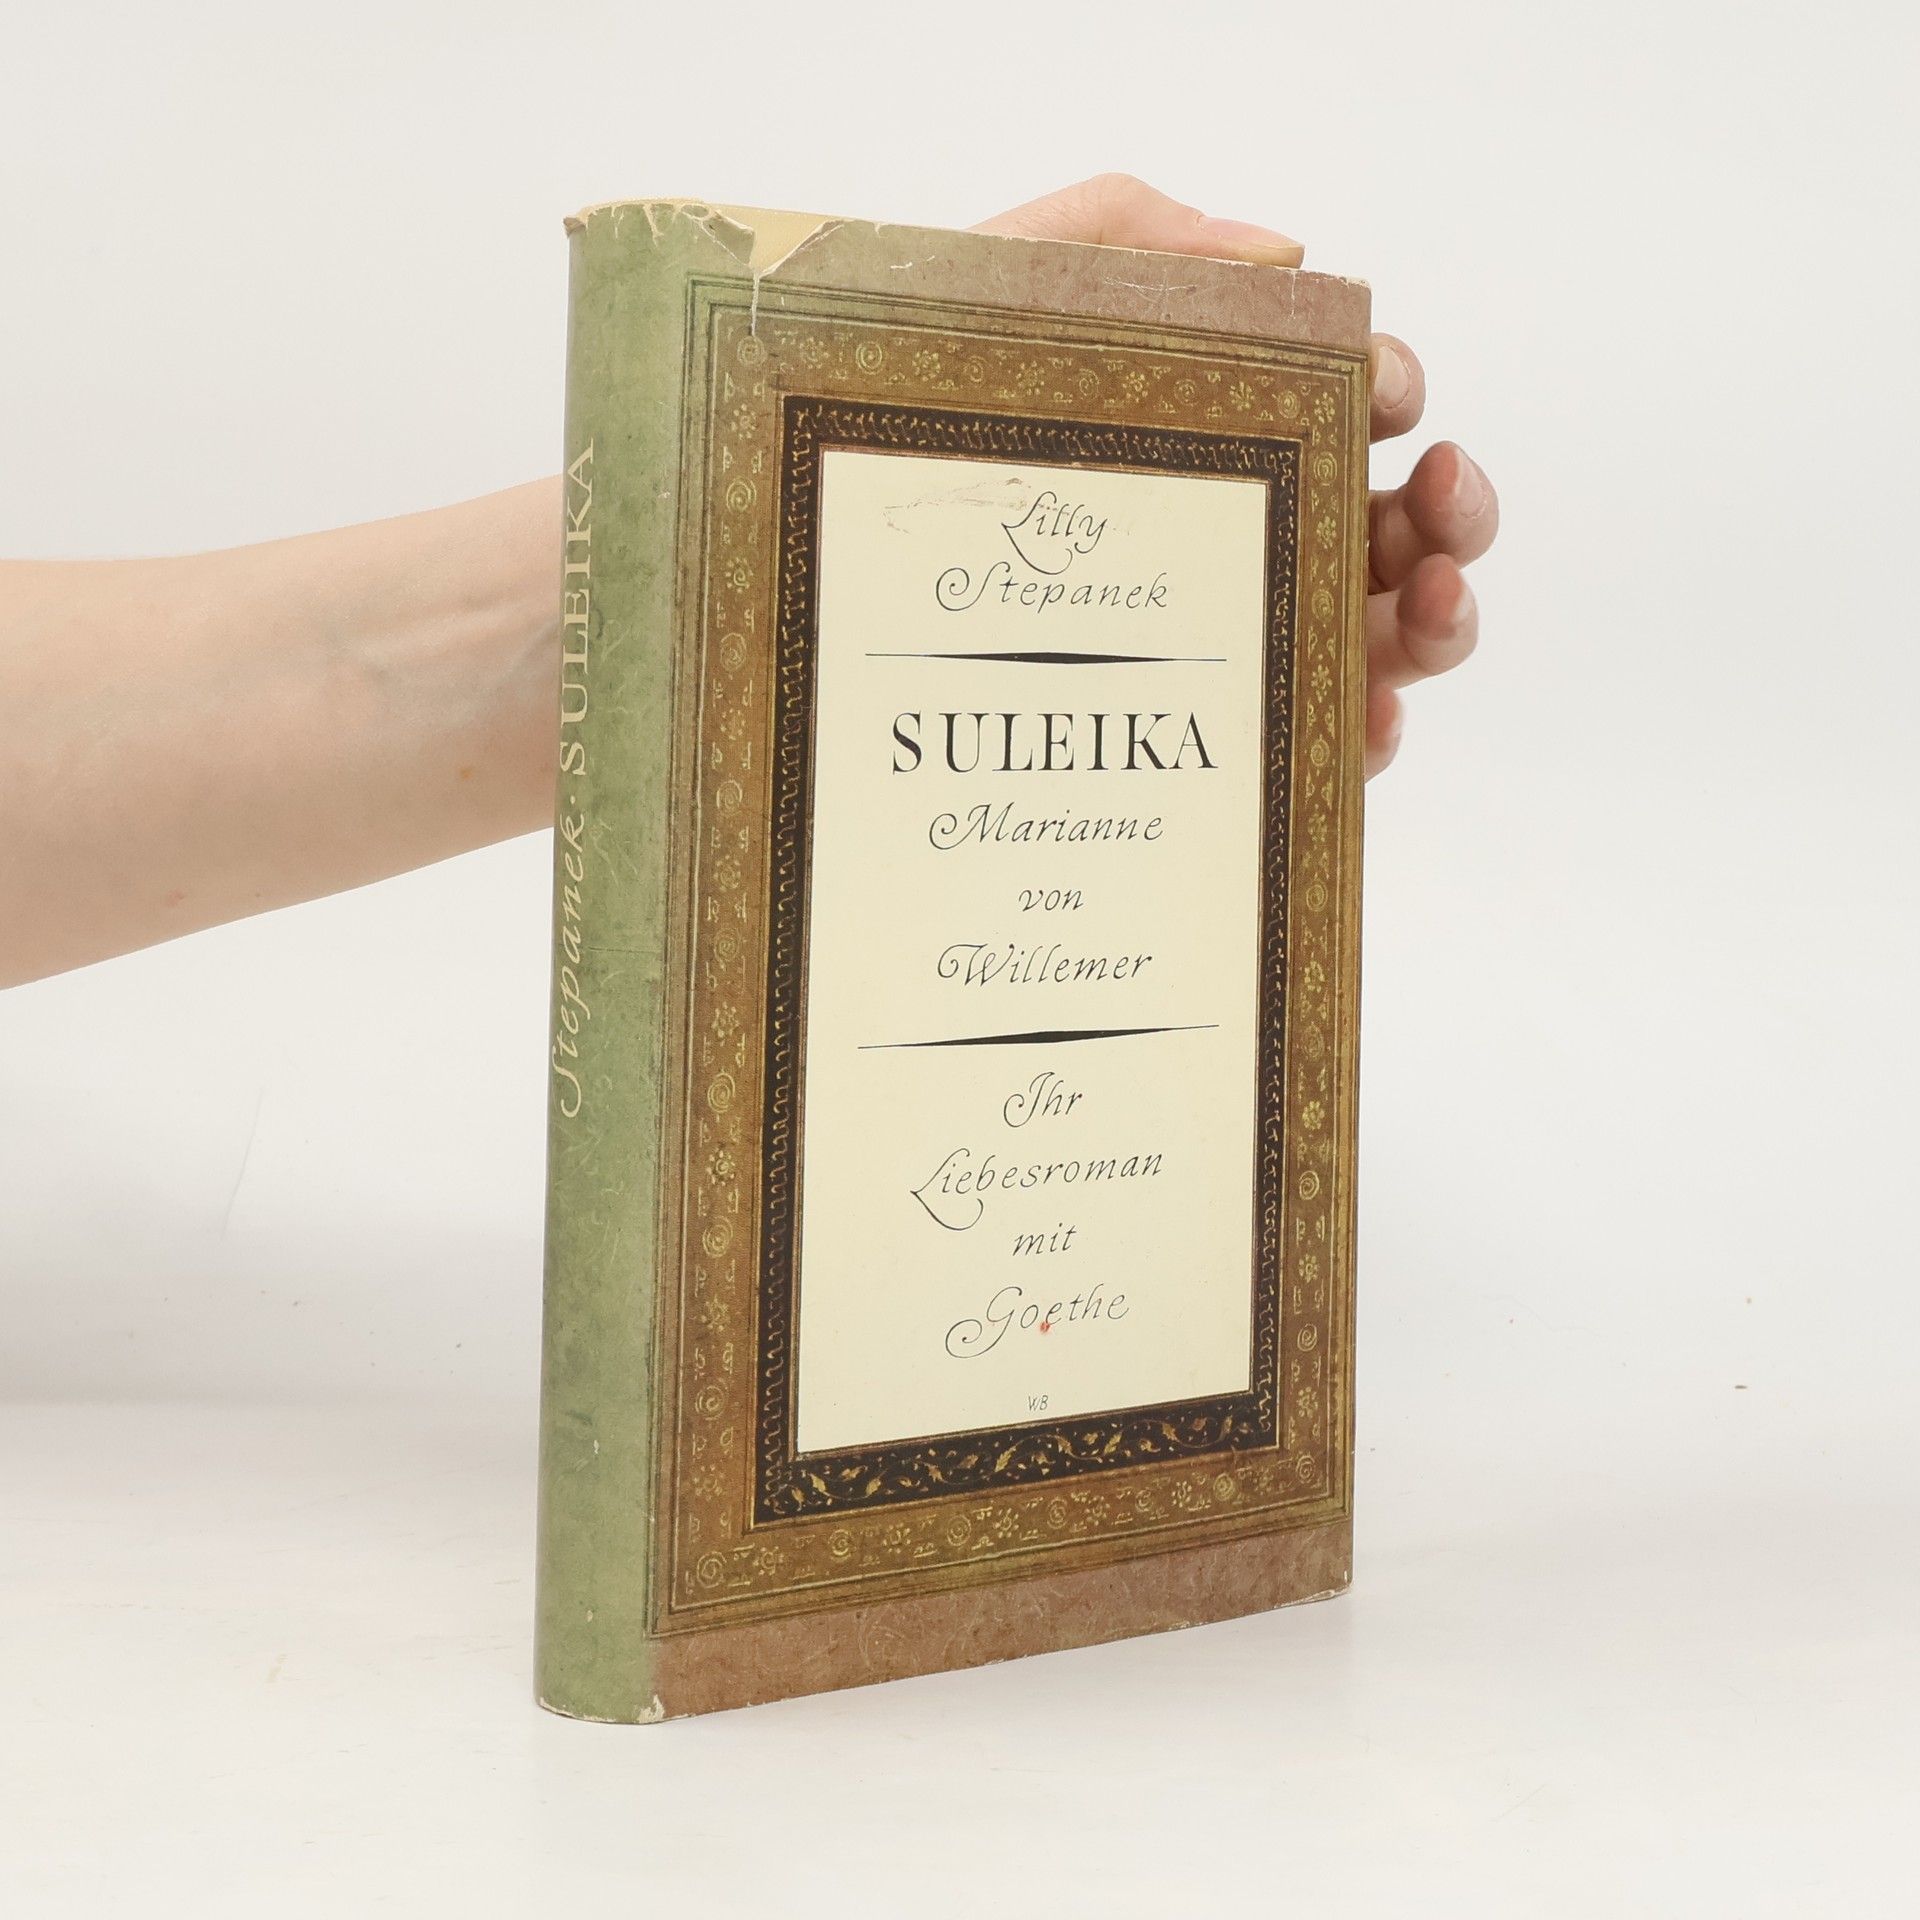 Stepanek · SULEIKA
Lilly
Stepanek
SULEIKA
Marianne
von
Willemer
Ihr
Liebesroman
mit
Goethe
WB